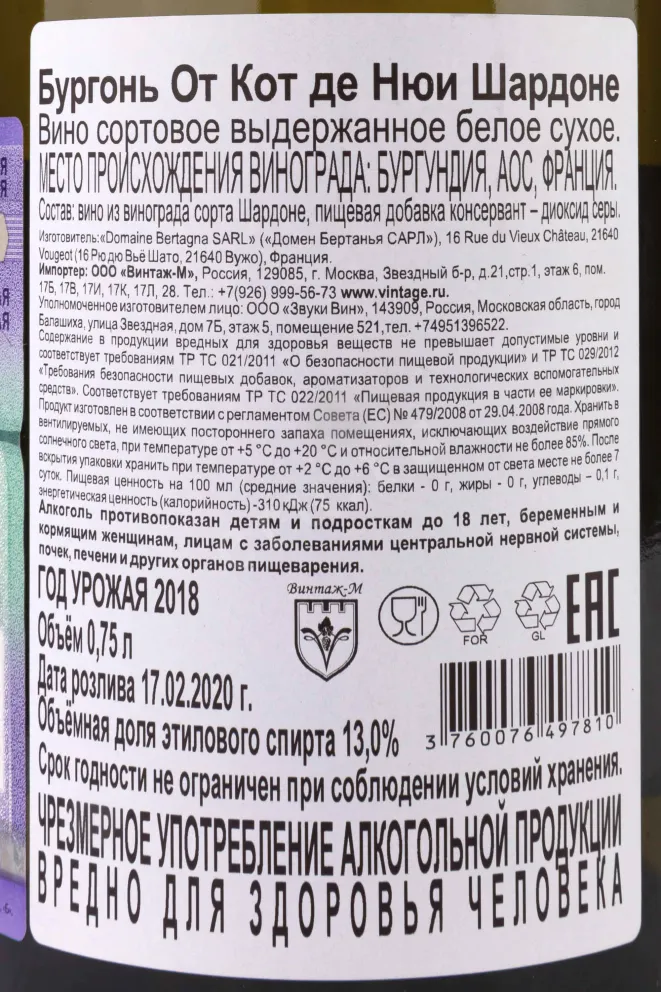 Бургонь От Кот де Нюи Шардоне
Вино сортовое выдержанное белое сухое.
МЕСТО ПРОИСХОЖДЕНИЯ ВИНОГРАДА: БУРГУНДИЯ, АОС, ФРАНЦИЯ.
Состав: вино из винограда сорта Шардоне, пищевая добавка консервант – диоксид серы.
Изготовитель:«Domaine Bertagna SARL» («Домен Бертанья САРЛ»), 16 Rue du Vieux Château, 21640
Vougeot (16 Рю дю Вьё Шато, 21640 Вужо), Франция.
Импортер: ООО «Винтаж-М», Россия, 129085, г. Москва, Звездный б-р, д.21,стр.1, этаж 6, пом.
17Б, 17В, 17И, 17К, 17Л, 28. Тел.: +7(926) 999-56-73 www.vintage.ru.
Уполномоченное изготовителем лицо: ООО «Звуки Вин», 143909, Россия, Московская область, город
Балашиха, улица Звездная, дом 7Б, этаж 5, помещение 521,тел. +74951396522.
Содержание в продукции вредных для здоровья веществ не превышает допустимые уровни и
соответствует требованиям ТР ТС 021/2011 «О безопасности пищевой продукции» и ТР ТС 029/2012
«Требования безопасности пищевых добавок, ароматизаторов и технологических вспомогательных
средств». Соответствует требованиям ТР ТС 022/2011 «Пищевая продукция в части ее маркировки».
Продукт изготовлен в соответствии с регламентом Совета (ЕС) № 479/2008 от 29.04.2008 года. Хранить в
вентилируемых, не имеющих постороннего запаха помещениях, исключающих воздействие прямого
солнечного света, при температуре от +5 °С до +20 °С и относительной влажности не более 85%. После
вскрытия упаковки хранить при температуре от +2 °С до +6 °С в защищенном от света месте не более 7
суток. Пищевая ценность на 100 мл (средние значения): белки - 0 г, жиры - 0 г, углеводы – 0,1 г,
энергетическая ценность (калорийность) -310 кДж (75 ккал).
Алкоголь противопоказан детям и подросткам до 18 лет, беременным и
кормящим женщинам, лицам с заболеваниями центральной нервной системы,
почек, печени и других органов пищеварения.
ГОД УРОЖАЯ 2018
Винтаж-М
Объём 0,75 л
FOR
GL
EAC
Дата розлива 17.02.2020 г.
Объёмная доля этилового спирта 13,0%
3 760076 497810
Срок годности не ограничен при соблюдении условий хранения.
ЧРЕЗМЕРНОЕ УПОТРЕБЛЕНИЕ АЛКОГОЛЬНОЙ ПРОДУКЦИИ
ВРЕДНО ДЛЯ ЗДОРОВЬЯ ЧЕЛОВЕКА